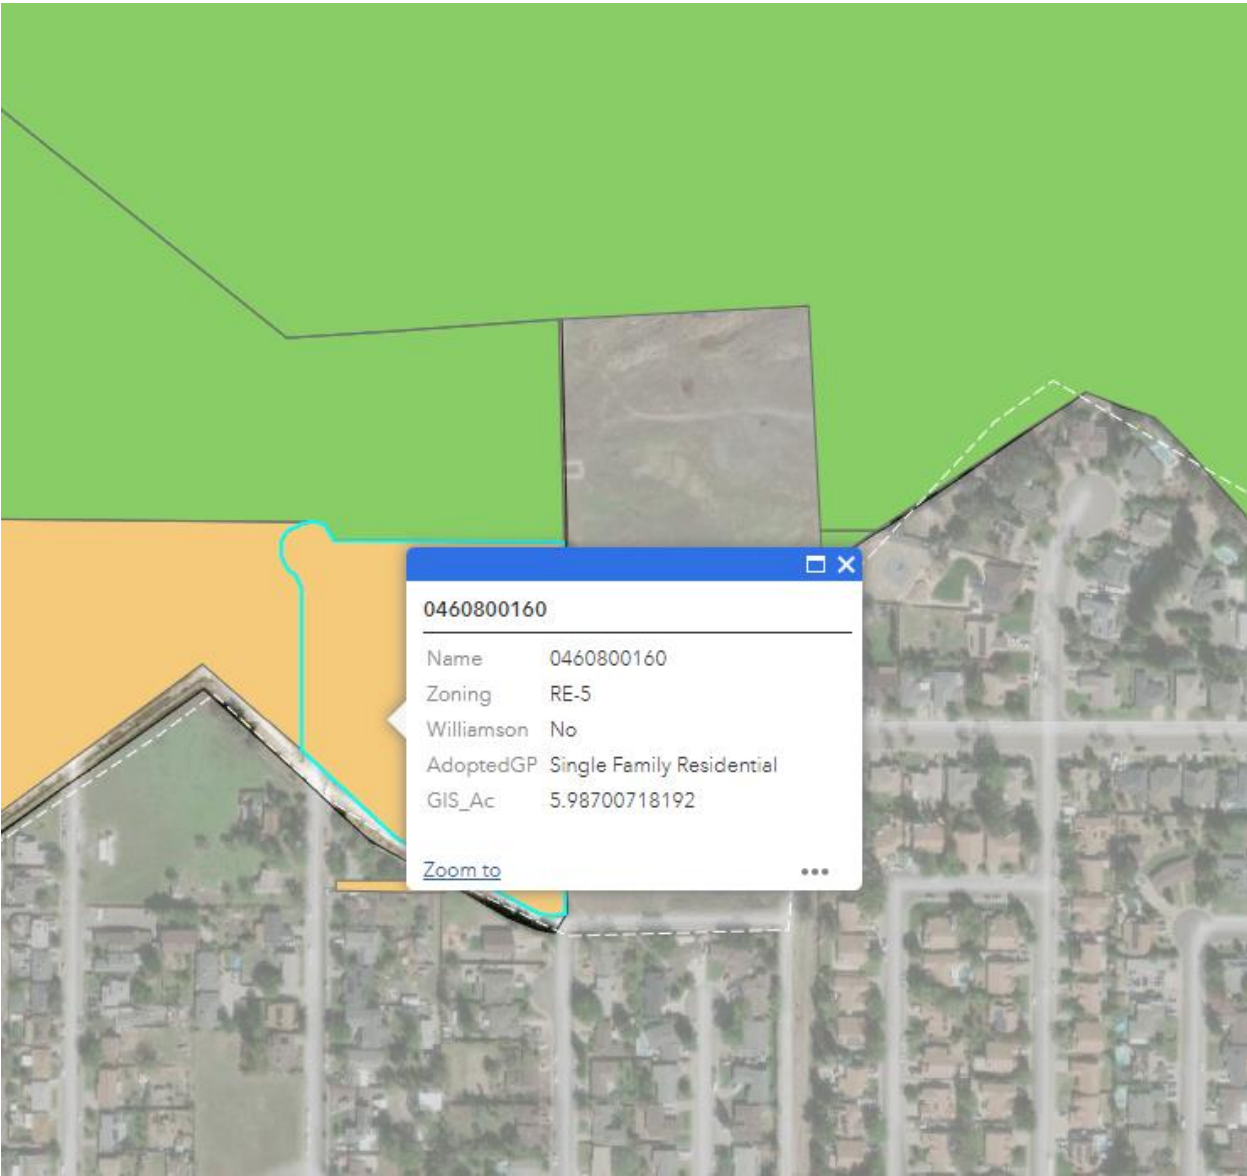 0460800160
Name 0460800160
Zoning RE-5
Williamson No
AdoptedGP Single Family Residential
GIS_Ac 5.98700718192
Zoom to